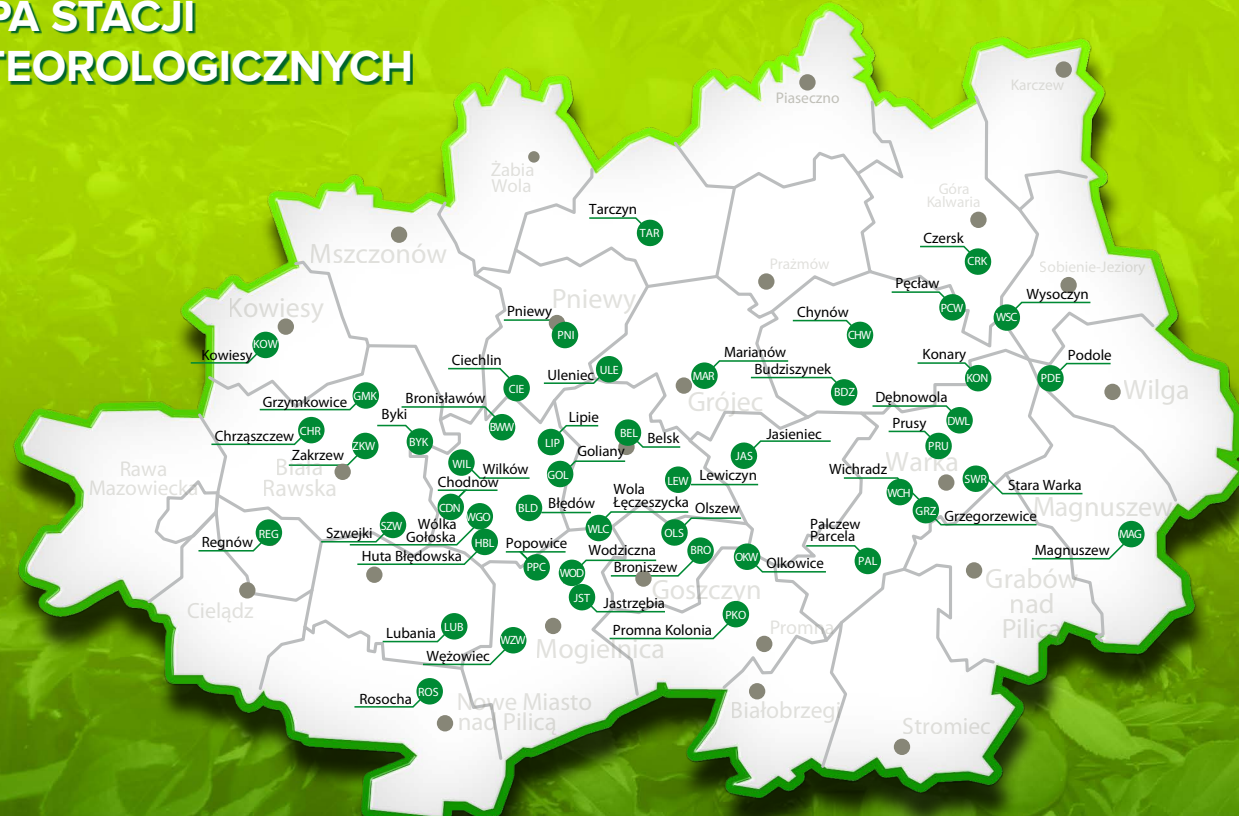 PA STACJI
TEOROLOGICZNYCH
Piaseczno
Karczew
Żabia
Wola
Góra
Kalwaria
Tarczyn
TAR
Mszczonów
Czersk
CRK
Prażmów
Sobienie-Jeziory
Pęcław
PCW
Wysoczyn
WSC
Kowiesy
Pniewy
Pniewy
PNI
Chynów
CHW
KOW
Kowiesy
Ciechlin
CIE
Uleniec
ULE
Marianów
MAR
Budziszynek
BDZ
Konary
KON
Podole
PDE
Wilga
Grzymkowice
GMK
Bronisławów
BWW
Grójec
Dębnowola
DWL
Chrząszczew
CHR
Byki
BYK
Lipie
LIP
BEL
Belsk
Jasieniec
JAS
Prusy
PRU
Zakrzew
ZKW
Goliany
GOL
Rawa
Mazowiecka
Biała
Rawska
WIL
Wilków
Chodnów
CDN
LEW
Lewiczyn
Warka
Wichradz
WCH
SWR
Stara Warka
Wola
Łęczeszycka
WLC
BLD
Błędów
Olszew
OLS
GRZ
Grzegorzewice
Magnuszew
Regnów
REG
Szwejki
SZW
Wólka
Gołoska
WGO
HBL
Huta Błędowska
Popowice
PPC
Wodziczna
WOD
Broniszew
BRO
OKW
Olkowice
Palczew
Parcela
PAL
Magnuszew
MAG
Goszczyn
JST
Jastrzębia
Grabów
nad
Pilicą
Cielądz
Lubania
LUB
Promna Kolonia
PKO
Promna
Wężowiec
WZW
Mogielnica
Rosocha
ROS
Nowe Miasto
nad Pilicą
Białobrzegi
Stromiec